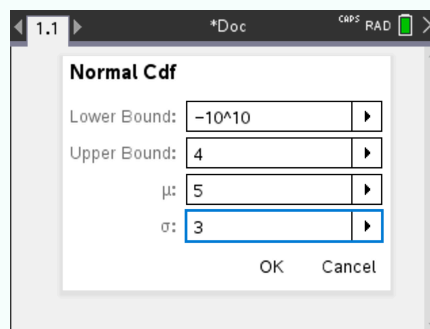 1.1 *Doc CAPS RAD
Normal Cdf
Lower Bound: -10^10
Upper Bound: 4
μ: 5
σ: 3
OK Cancel